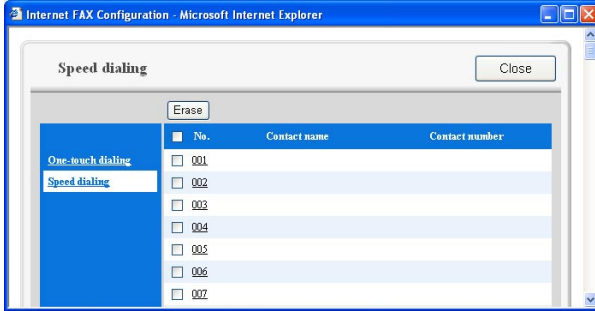 Internet FAX Configuration - Microsoft Internet Explorer
Speed dialing
Close
Erase
No. Contact name Contact number
One-touch dialing
Speed dialing
001
002
003
004
005
006
007